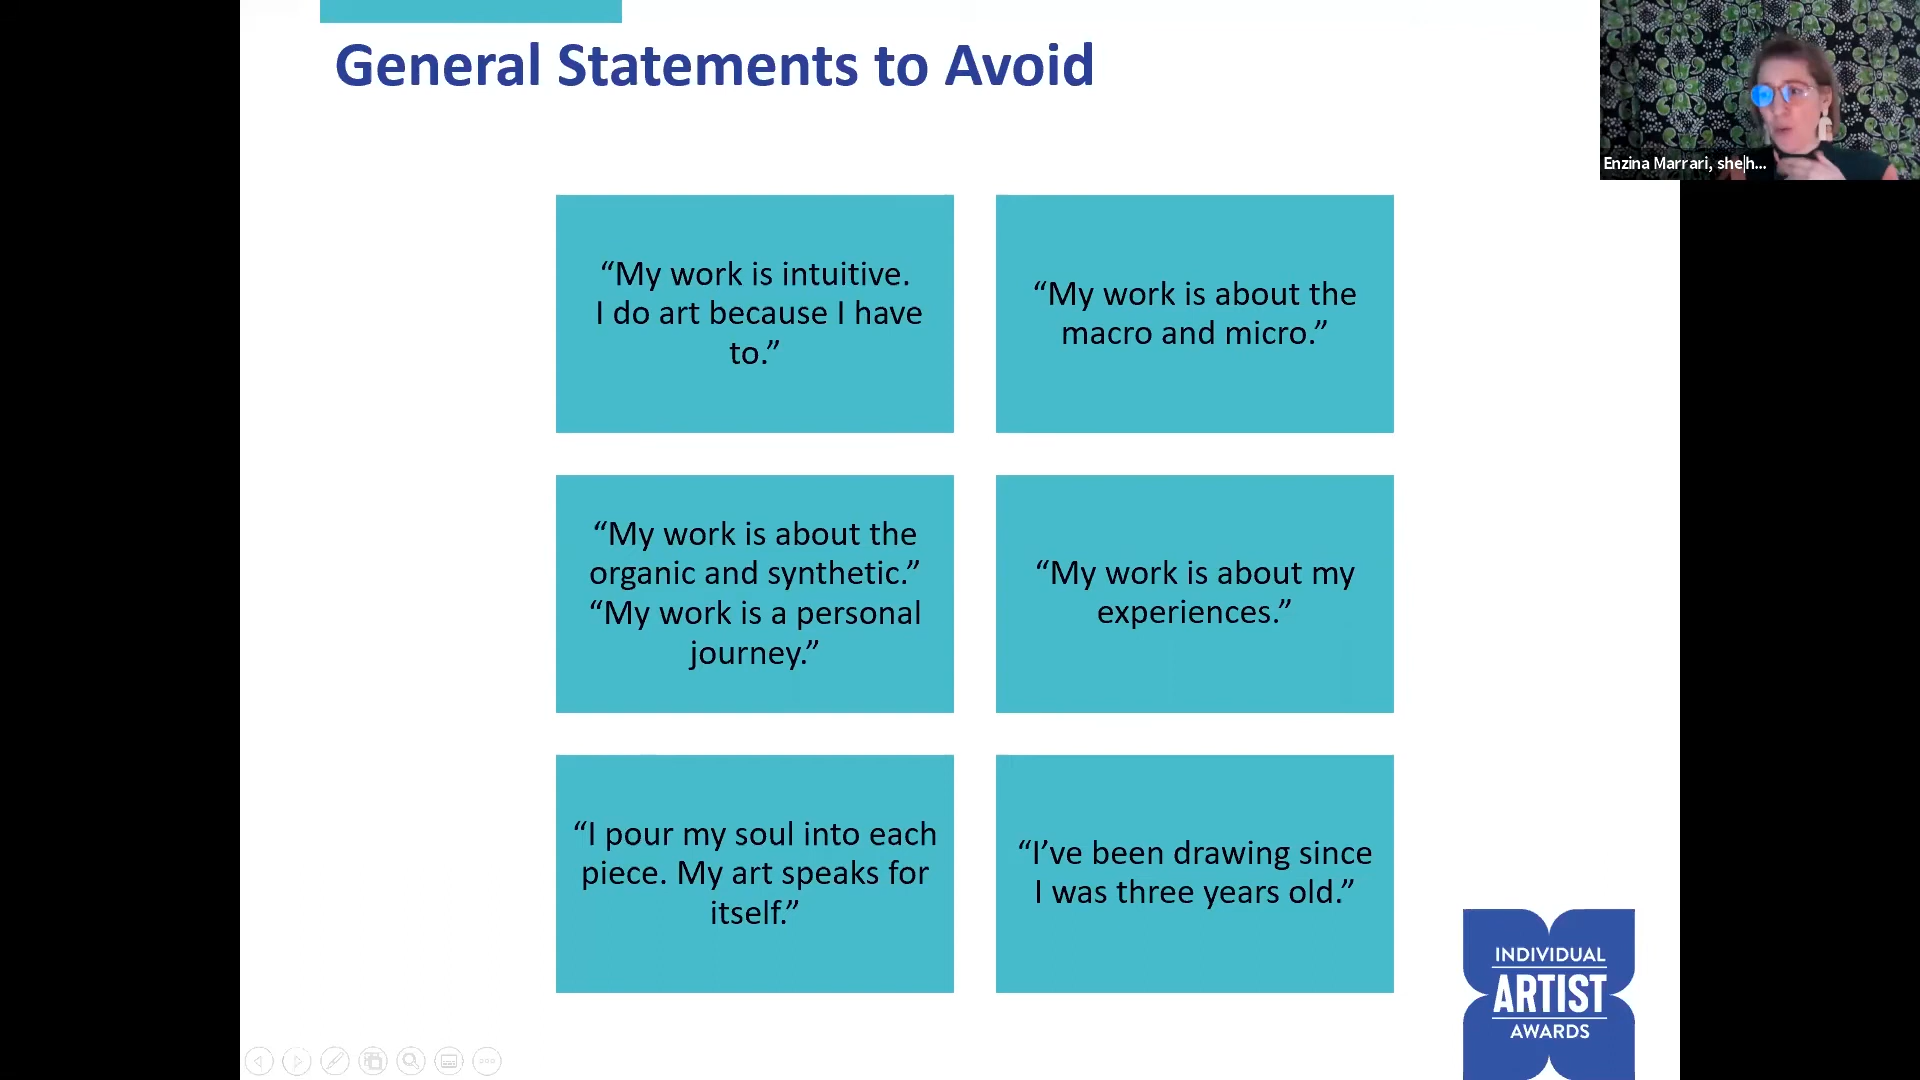 General Statements to Avoid
Enzina Marrari, she|h...
“My work is intuitive.
I do art because I have
to.”
“My work is about the
macro and micro.”
“My work is about the
organic and synthetic.”
“My work is a personal
journey.”
“My work is about my
experiences.”
“I pour my soul into each
piece. My art speaks for
itself.”
“I’ve been drawing since
I was three years old.”
INDIVIDUAL
ARTIST
AWARDS